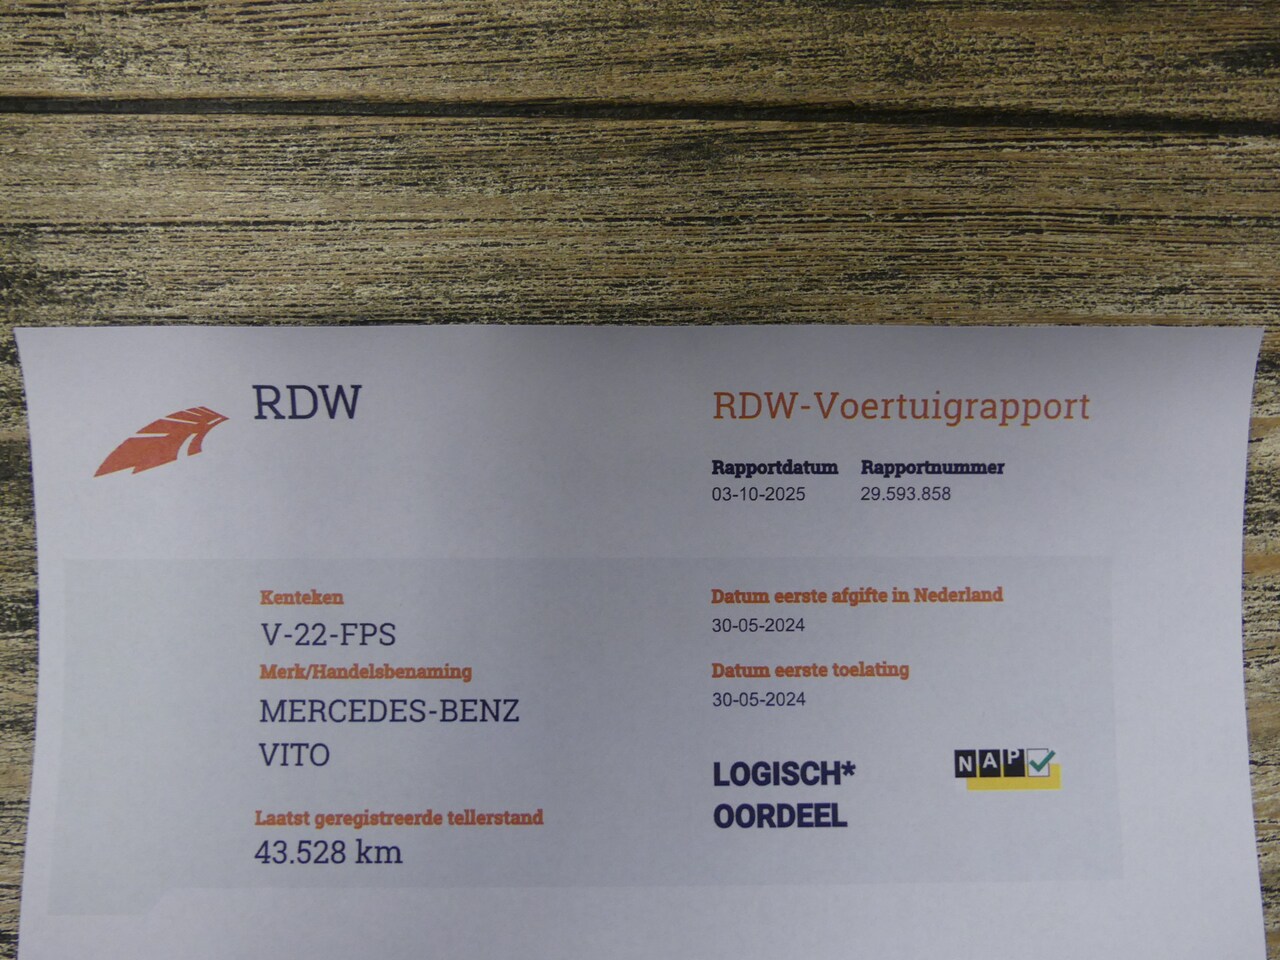 RDW
RDW-Voertuigrapport
Rapportdatum Rapportnummer
03-10-2025 29.593.858
Kenteken
V-22-FPS
Merk/Handelsbenaming
MERCEDES-BENZ
VITO
Laatst geregistreerde tellerstand
43.528 km
Datum eerste afgifte in Nederland
30-05-2024
Datum eerste toelating
30-05-2024
LOGISCH*
OORDEEL
NAP